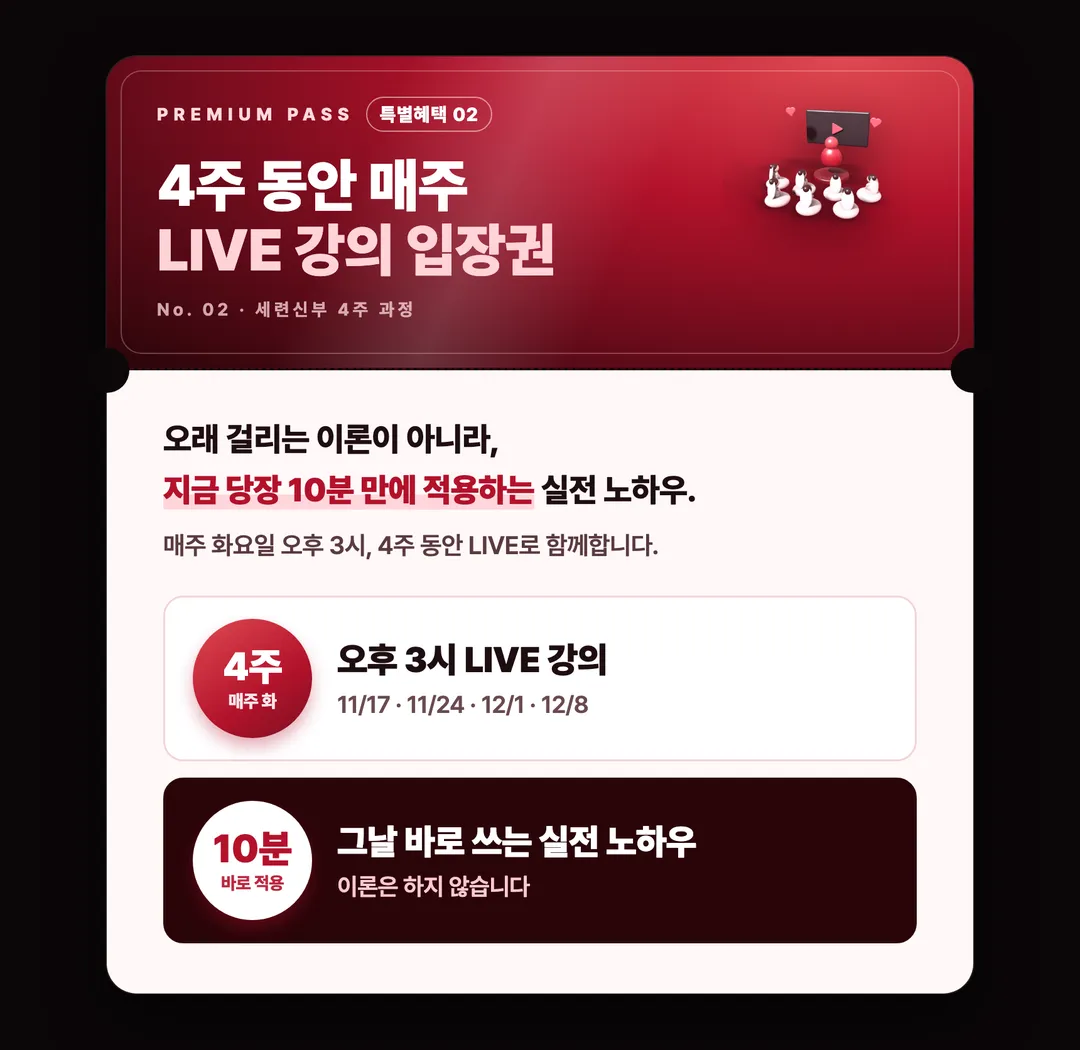 PREMIUM PASS 특별혜택 02
4주 동안 매주
LIVE 강의 입장권
No. 02 · 세련신부 4주 과정
오래 걸리는 이론이 아니라,
지금 당장 10분 만에 적용하는 실전 노하우.
매주 화요일 오후 3시, 4주 동안 LIVE로 함께합니다.
4주
매주 화
오후 3시 LIVE 강의
11/17 · 11/24 · 12/1 · 12/8
10분
바로 적용
그날 바로 쓰는 실전 노하우
이론은 하지 않습니다